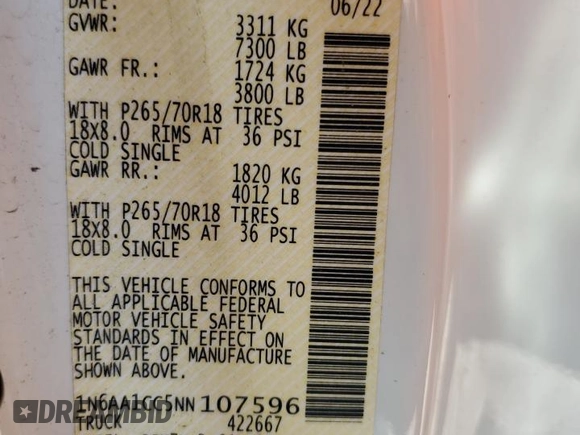 DATE: 06/22
GVWR: 3311 KG
7300 LB
GAWR FR.: 1724 KG
3800 LB
WITH P265/70R18 TIRES
18X8.0 RIMS AT 36 PSI
COLD SINGLE
GAWR RR.: 1820 KG
4012 LB
WITH P265/70R18 TIRES
18X8.0 RIMS AT 36 PSI
COLD SINGLE
THIS VEHICLE CONFORMS TO
ALL APPLICABLE FEDERAL
MOTOR VEHICLE SAFETY
STANDARDS IN EFFECT ON
THE DATE OF MANUFACTURE
SHOWN ABOVE.
1N6AA1CC5NN107596
TRUCK 422667
DREAMBID